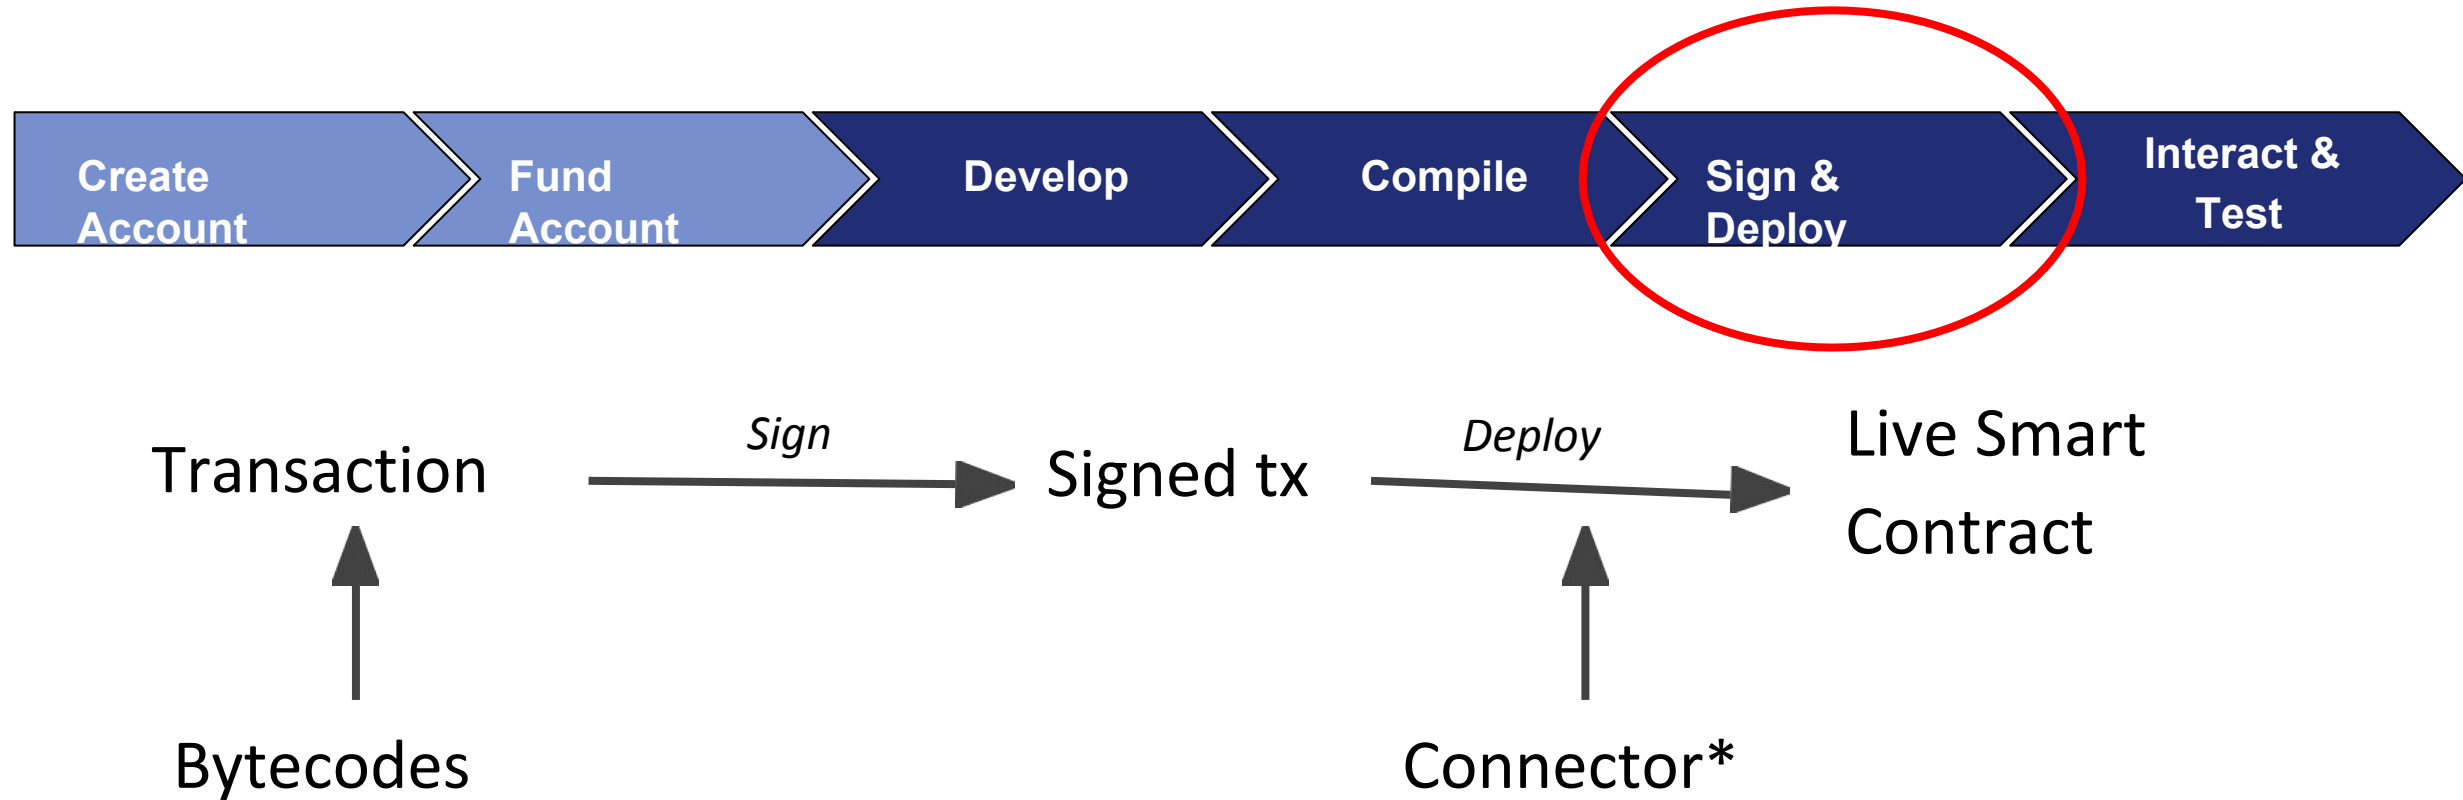 Create
Account
Fund
Account
Develop
Compile
Sign &
Deploy
Interact &
Test
Transaction
Sign
Signed tx
Deploy
Live Smart
Contract
Bytecodes
Connector*